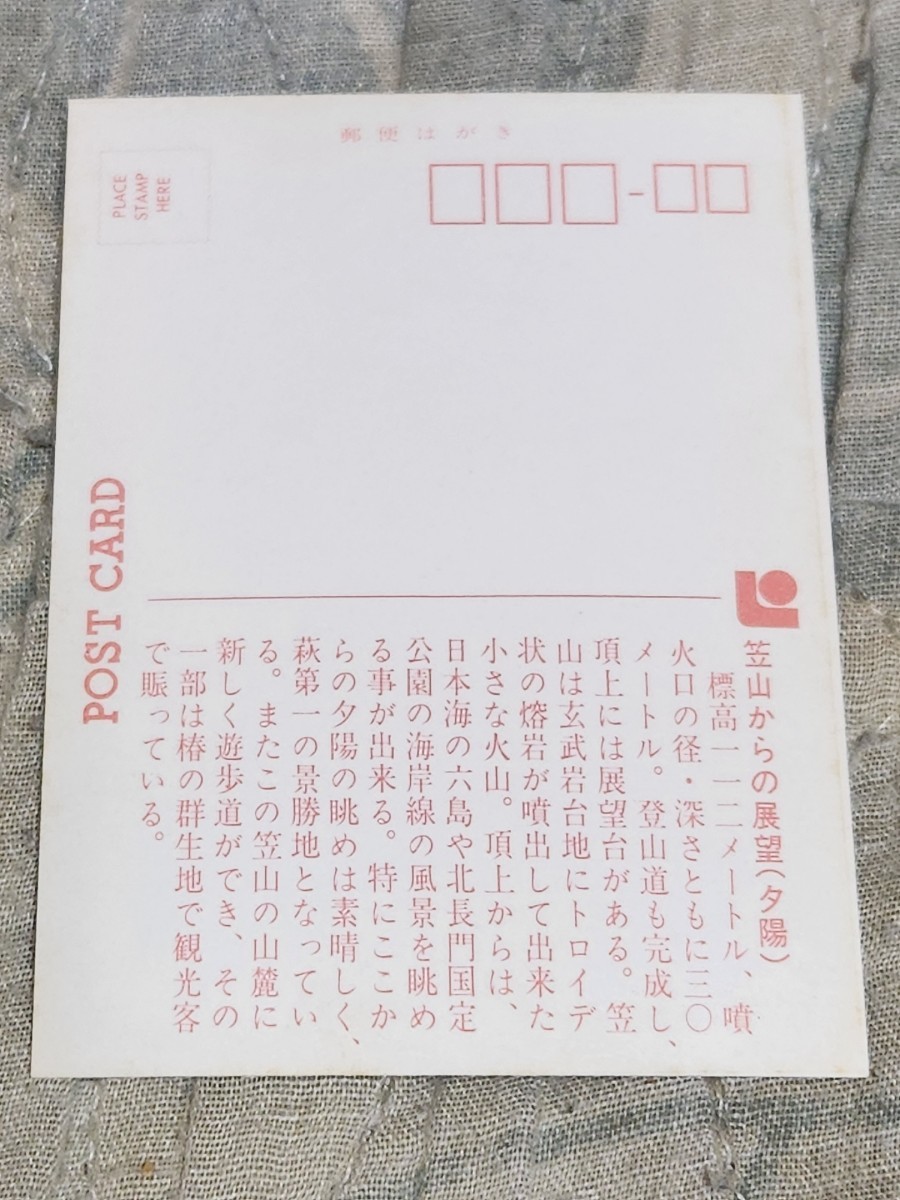 郵便はがき
PLACE
STAMP
HERE
POST CARD
笠山からの展望(夕陽)
標高一一二メートル、噴
火口の径・深さともに三〇
メートル。登山道も完成し、
頂上には展望台がある。笠
山は玄武岩台地にトロイデ
状の熔岩が噴出して出来た
小さな火山。頂上からは、
日本海の六島や北長門国定
公園の海岸線の風景を眺め
る事が出来る。特にここか
らの夕陽の眺めは素晴しく、
萩第一の景勝地となってい
る。またこの笠山の山麓に
新しく遊歩道ができ、その
一部は椿の群生地で観光客
で賑っている。